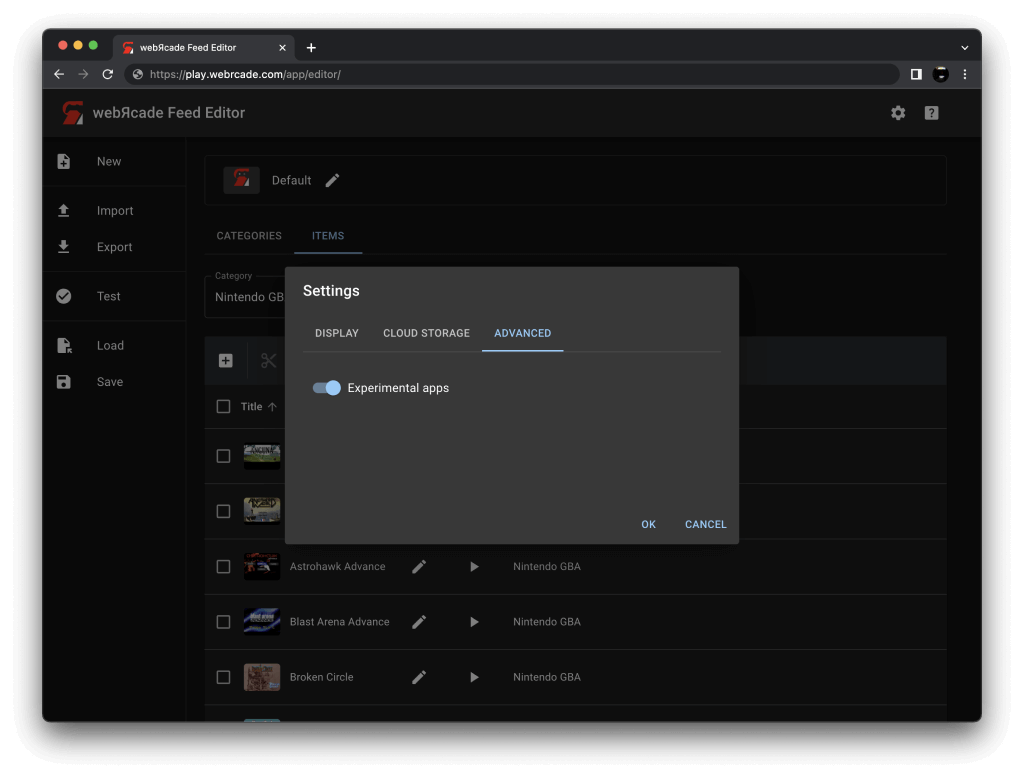 webЯcade Feed Editor
https://play.webrcade.com/app/editor/
webЯcade Feed Editor
New
Import
Export
Test
Load
Save
Default
CATEGORIES ITEMS
Category
Nintendo GB
Title
Settings
DISPLAY CLOUD STORAGE ADVANCED
Experimental apps
OK CANCEL
Astrohawk Advance Nintendo GBA
Blast Arena Advance Nintendo GBA
Broken Circle Nintendo GBA